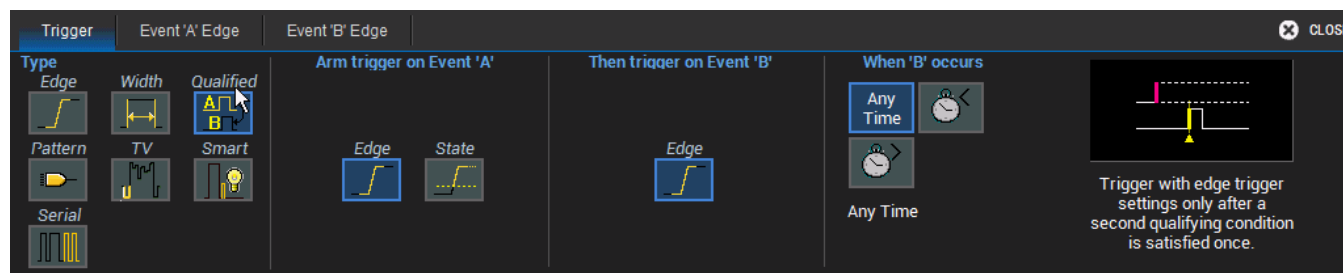 Trigger Event 'A' Edge Event 'B' Edge CLOS
Type Arm trigger on Event 'A' Then trigger on Event 'B' When 'B' occurs
Edge Width Qualified
A
B
Any
Time
<
Pattern TV Smart Edge State Edge
>
Serial
Any Time
Trigger with edge trigger
settings only after a
second qualifying condition
is satisfied once.